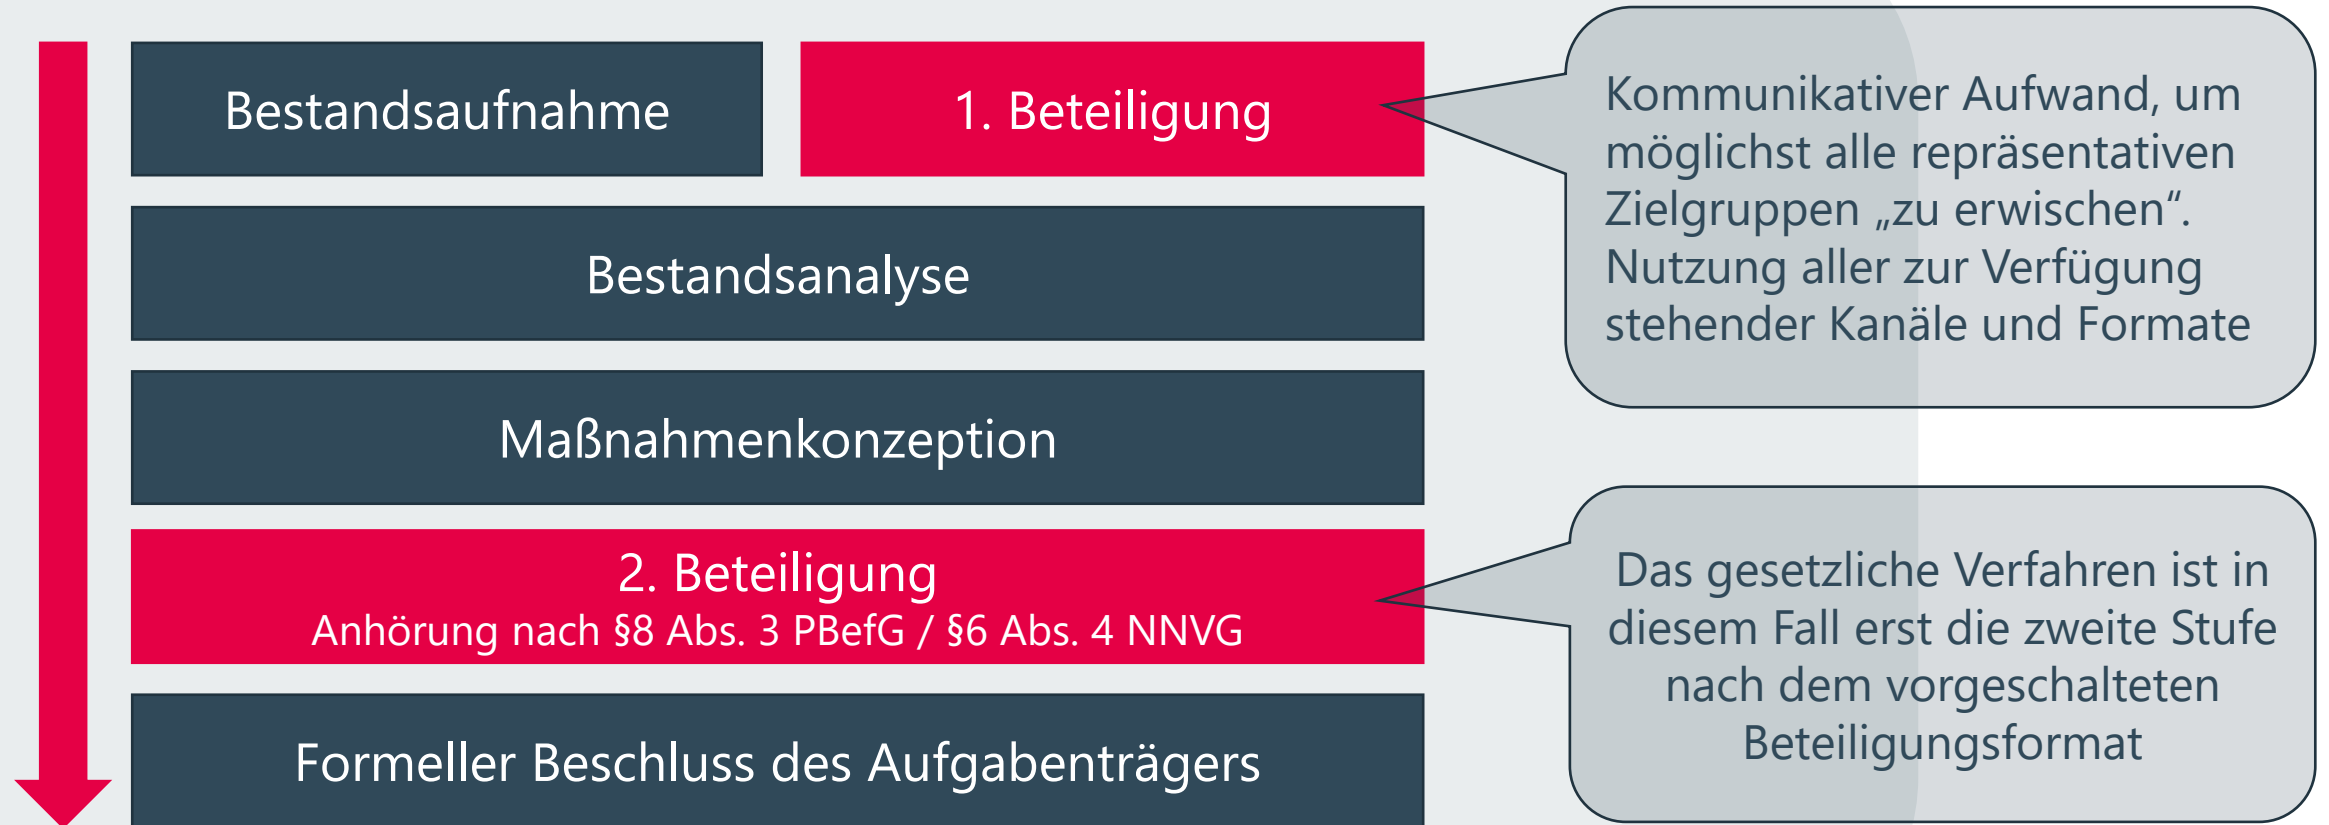 Bestandsaufnahme
1. Beteiligung
Kommunikativer Aufwand, um
möglichst alle repräsentativen
Zielgruppen „zu erwischen“.
Nutzung aller zur Verfügung
stehender Kanäle und Formate
Bestandsanalyse
Maßnahmenkonzeption
2. Beteiligung
Anhörung nach §8 Abs. 3 PBefG / §6 Abs. 4 NNVG
Das gesetzliche Verfahren ist in
diesem Fall erst die zweite Stufe
nach dem vorgeschalteten
Beteiligungsformat
Formeller Beschluss des Aufgabenträgers